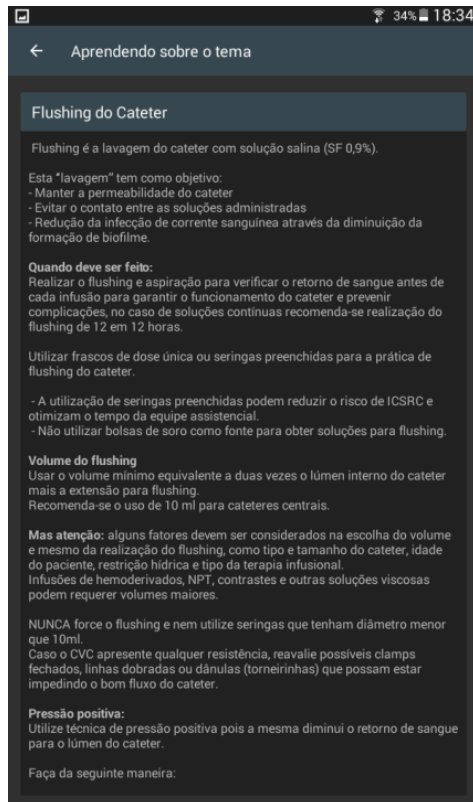 34% 18:34
Aprendendo sobre o tema
Flushing do Cateter
Flushing é a lavagem do cateter com solução salina (SF 0,9%).
Esta "lavagem" tem como objetivo:
- Manter a permeabilidade do cateter
- Evitar o contato entre as soluções administradas
- Redução da infecção de corrente sanguínea através da diminuição da
formação de biofilme.
Quando deve ser feito:
Realizar o flushing e aspiração para verificar o retorno de sangue antes de
cada infusão para garantir o funcionamento do cateter e prevenir
complicações, no caso de soluções contínuas recomenda-se realização do
flushing de 12 em 12 horas.
Utilizar frascos de dose única ou seringas preenchidas para a prática de
flushing do cateter.
- A utilização de seringas preenchidas podem reduzir o risco de ICSRC e
otimizam o tempo da equipe assistencial.
- Não utilizar bolsas de soro como fonte para obter soluções para flushing.
Volume do flushing
Usar o volume mínimo equivalente a duas vezes o lúmen interno do cateter
mais a extensão para flushing.
Recomenda-se o uso de 10 ml para cateteres centrais.
Mas atenção: alguns fatores devem ser considerados na escolha do volume
e mesmo da realização do flushing, como tipo e tamanho do cateter, idade
do paciente, restrição hídrica e tipo da terapia infusional.
Infusões de hemoderivados, NPT, contrastes e outras soluções viscosas
podem requerer volumes maiores.
NUNCA force o flushing e nem utilize seringas que tenham diâmetro menor
que 10ml.
Caso o CVC apresente qualquer resistência, reavalie possíveis clamps
fechados, linhas dobradas ou dânulas (torneirinhas) que possam estar
impedindo o bom fluxo do cateter.
Pressão positiva:
Utilize técnica de pressão positiva pois a mesma diminui o retorno de sangue
para o lúmen do cateter.
Faça da seguinte maneira: